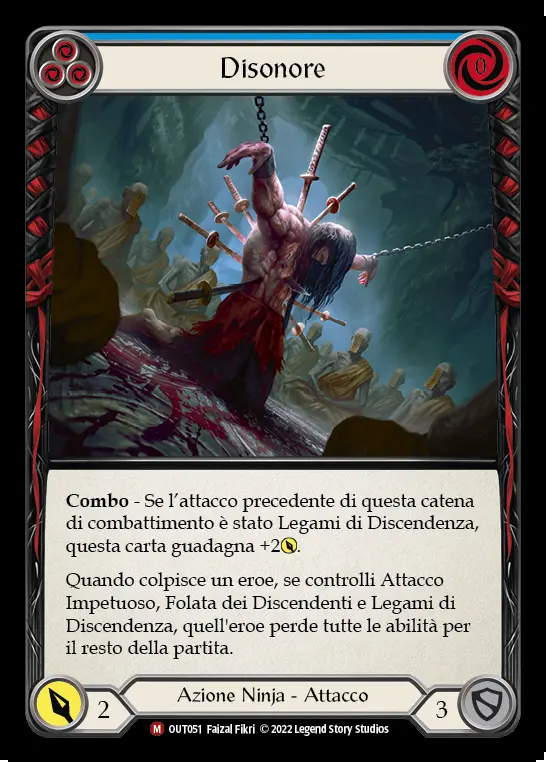 Disonore
0
Combo - Se l'attacco precedente di questa catena
di combattimento è stato Legami di Discendenza,
questa carta guadagna +2.
Quando colpisce un eroe, se controlli Attacco
Impetuoso, Folata dei Discendenti e Legami di
Discendenza, quell'eroe perde tutte le abilità per
il resto della partita.
2
Azione Ninja - Attacco
3
M OUT051 Faizal Fikri © 2022 Legend Story Studios